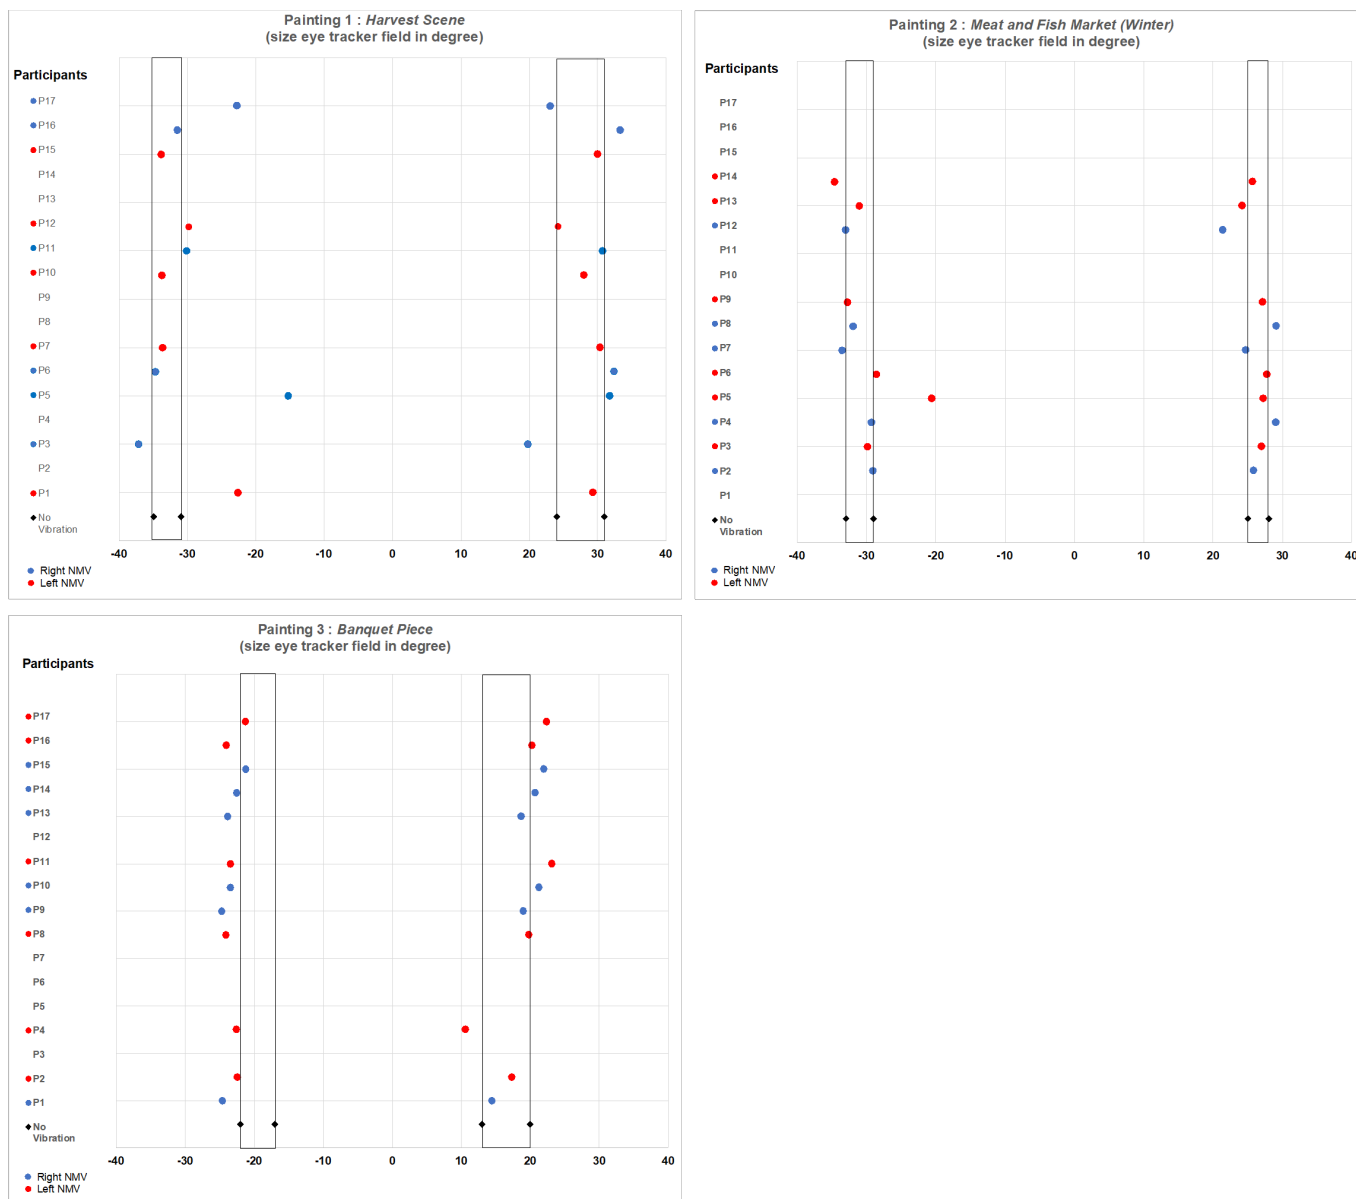 Painting 1 : Harvest Scene
(size eye tracker field in degree)
Participants
P17
P16
P15
P14
P13
P12
P11
P10
P9
P8
P7
P6
P5
P4
P3
P2
P1
No
Vibration
-40 -30 -20 -10 0 10 20 30 40
Right NMV
Left NMV
Painting 2 : Meat and Fish Market (Winter)
(size eye tracker field in degree)
Participants
P17
P16
P15
P14
P13
P12
P11
P10
P9
P8
P7
P6
P5
P4
P3
P2
P1
No
Vibration
-40 -30 -20 -10 0 10 20 30 40
Right NMV
Left NMV
Painting 3 : Banquet Piece
(size eye tracker field in degree)
Participants
P17
P16
P15
P14
P13
P12
P11
P10
P9
P8
P7
P6
P5
P4
P3
P2
P1
No
Vibration
-40 -30 -20 -10 0 10 20 30 40
Right NMV
Left NMV